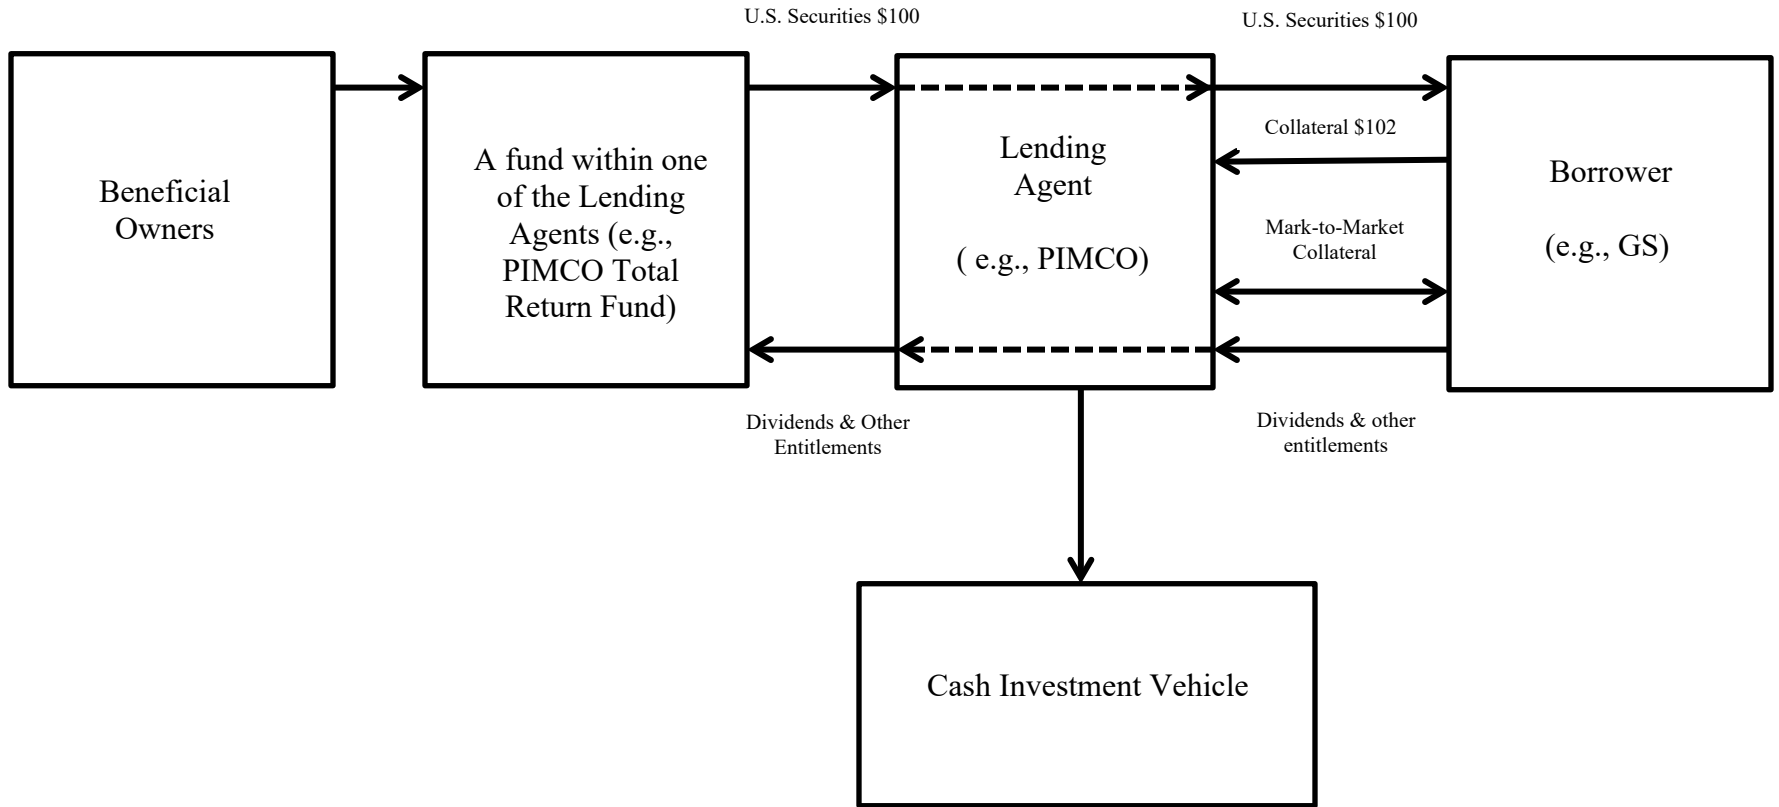 U.S. Securities $100
U.S. Securities $100
Beneficial
Owners
A fund within one
of the Lending
Agents (e.g.,
PIMCO Total
Return Fund)
Lending
Agent
( e.g., PIMCO)
Collateral $102
Mark-to-Market
Collateral
Borrower
(e.g., GS)
Dividends & Other
Entitlements
Dividends & other
entitlements
Cash Investment Vehicle